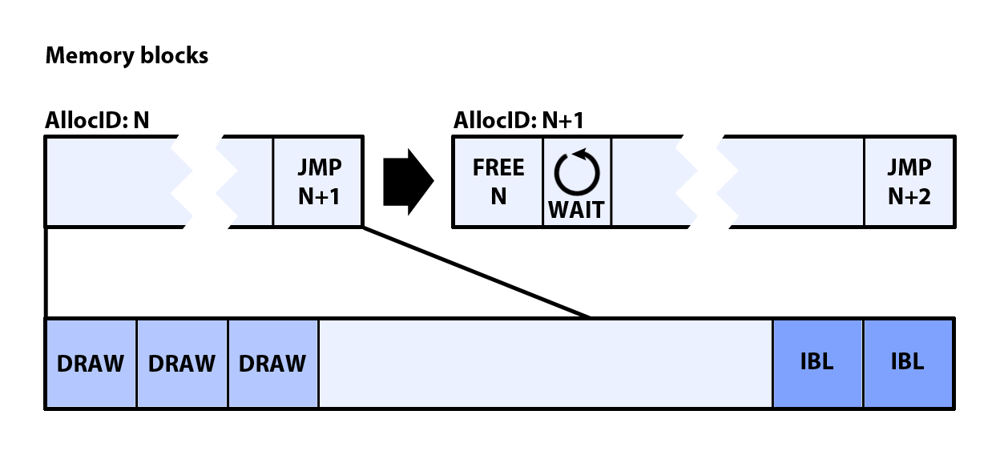 Memory blocks
AllocID: N
AllocID: N+1
JMP
N+1
FREE
N
WAIT
JMP
N+2
DRAW
DRAW
DRAW
IBL
IBL